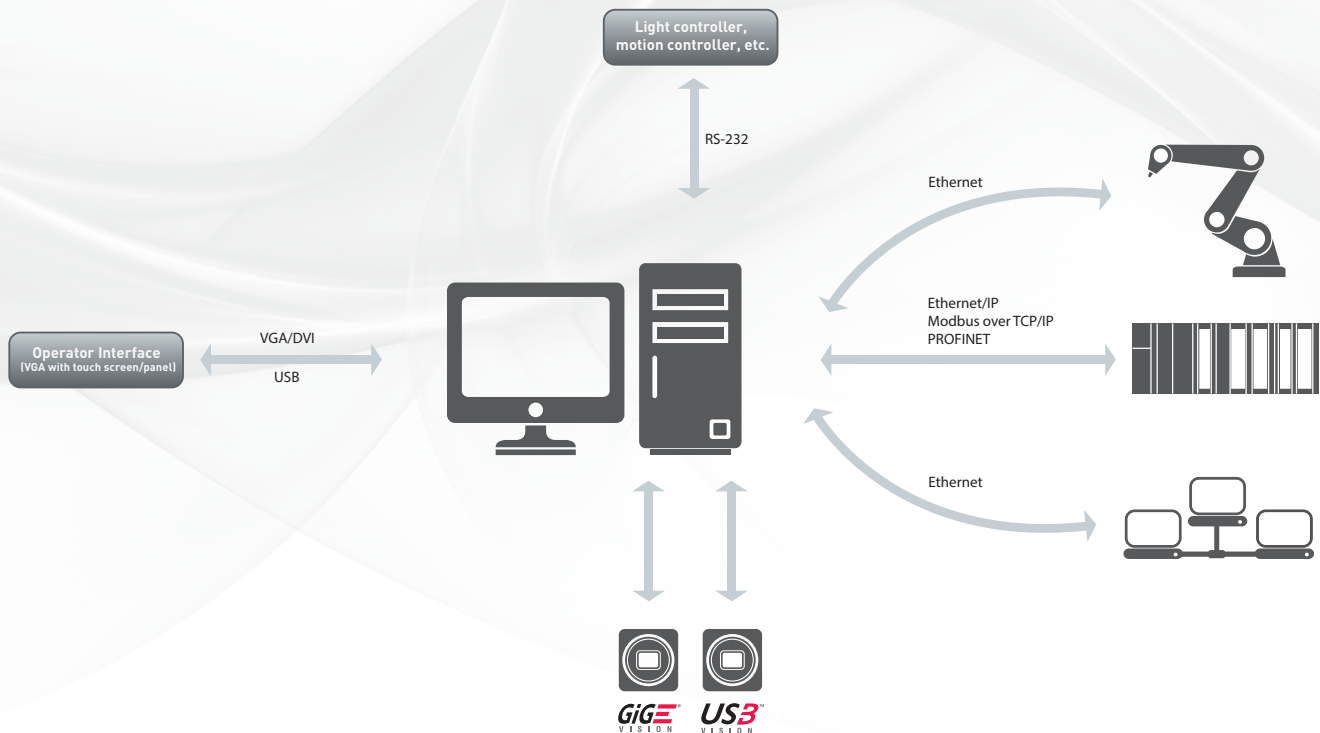 Light controller,
motion controller, etc.
RS-232
Ethernet
Ethernet/IP
Modbus over TCP/IP
PROFINET
VGA/DVI
USB
Operator Interface
(VGA with touch screen/panel)
Ethernet
GiGE®
VISION
USB™
VISION